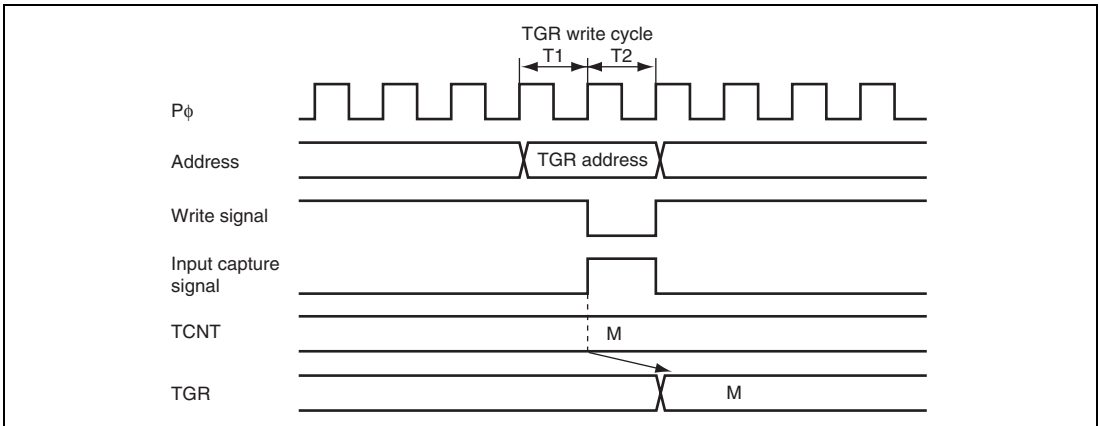 TGR write cycle
T1 T2
Pϕ
Address
TGR address
Write signal
Input capture
signal
TCNT
M
TGR
M